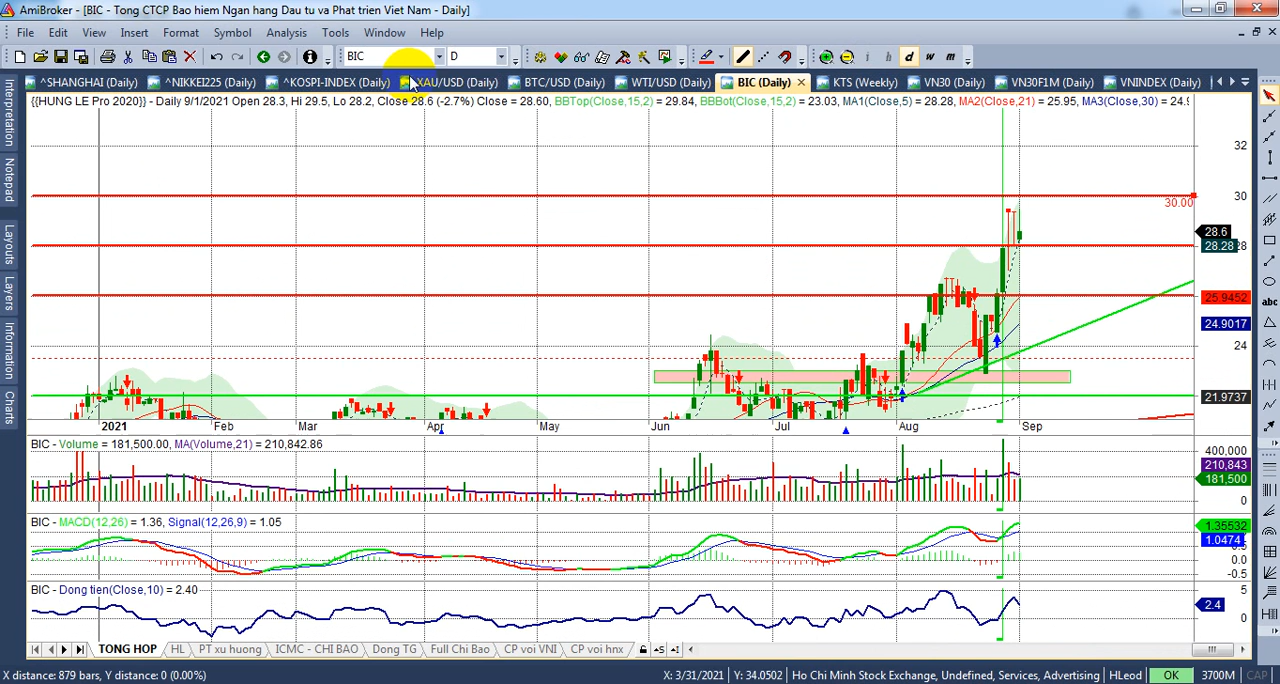 AmiBroker - [BIC - Tong CTCP Bao hiem Ngan hang Dau tu va Phat trien Viet Nam - Daily]
File Edit View Insert Format Symbol Analysis Tools Window Help
BIC D i h d w m
^SHANGHAI (Daily) ^NIKKEI225 (Daily) ^KOSPI-INDEX (Daily) XAU/USD (Daily) BTC/USD (Daily) WTI/USD (Daily) BIC (Daily) KTS (Weekly) VN30 (Daily) VN30F1M (Daily) VNINDEX (Daily)
{{HUNG LE Pro 2020}} - Daily 9/1/2021 Open 28.3, Hi 29.5, Lo 28.2, Close 28.6 (-2.7%) Close = 28.60, BBTop(Close,15,2) = 29.84, BBBot(Close,15,2) = 23.03, MA1(Close,5) = 28.28, MA2(Close,21) = 25.95, MA3(Close,30) = 24.9
Interpretation
Notepad
Layouts
Layers
Information
Charts
abc
32
30
30.00
28.6
28.28
28
25.9452
24.9017
24
21.9737
2021 Feb Mar Apr May Jun Jul Aug Sep
BIC - Volume = 181,500.00, MA(Volume,21) = 210,842.86
400,000
210,843
181,500
0
BIC - MACD(12,26) = 1.36, Signal(12,26,9) = 1.05
1.35532
1.0474
0.5
0.0
-0.5
BIC - Dong tien(Close,10) = 2.40
5
2.4
0
TONG HOP HL PT xu huong ICMC - CHI BAO Dong TG Full Chi Bao CP voi VNI CP voi hnx
X distance: 879 bars, Y distance: 0 (0.00%) X: 3/31/2021 Y: 34.0502 Ho Chi Minh Stock Exchange, Undefined, Services, Advertising HLeod OK 3700M CAP